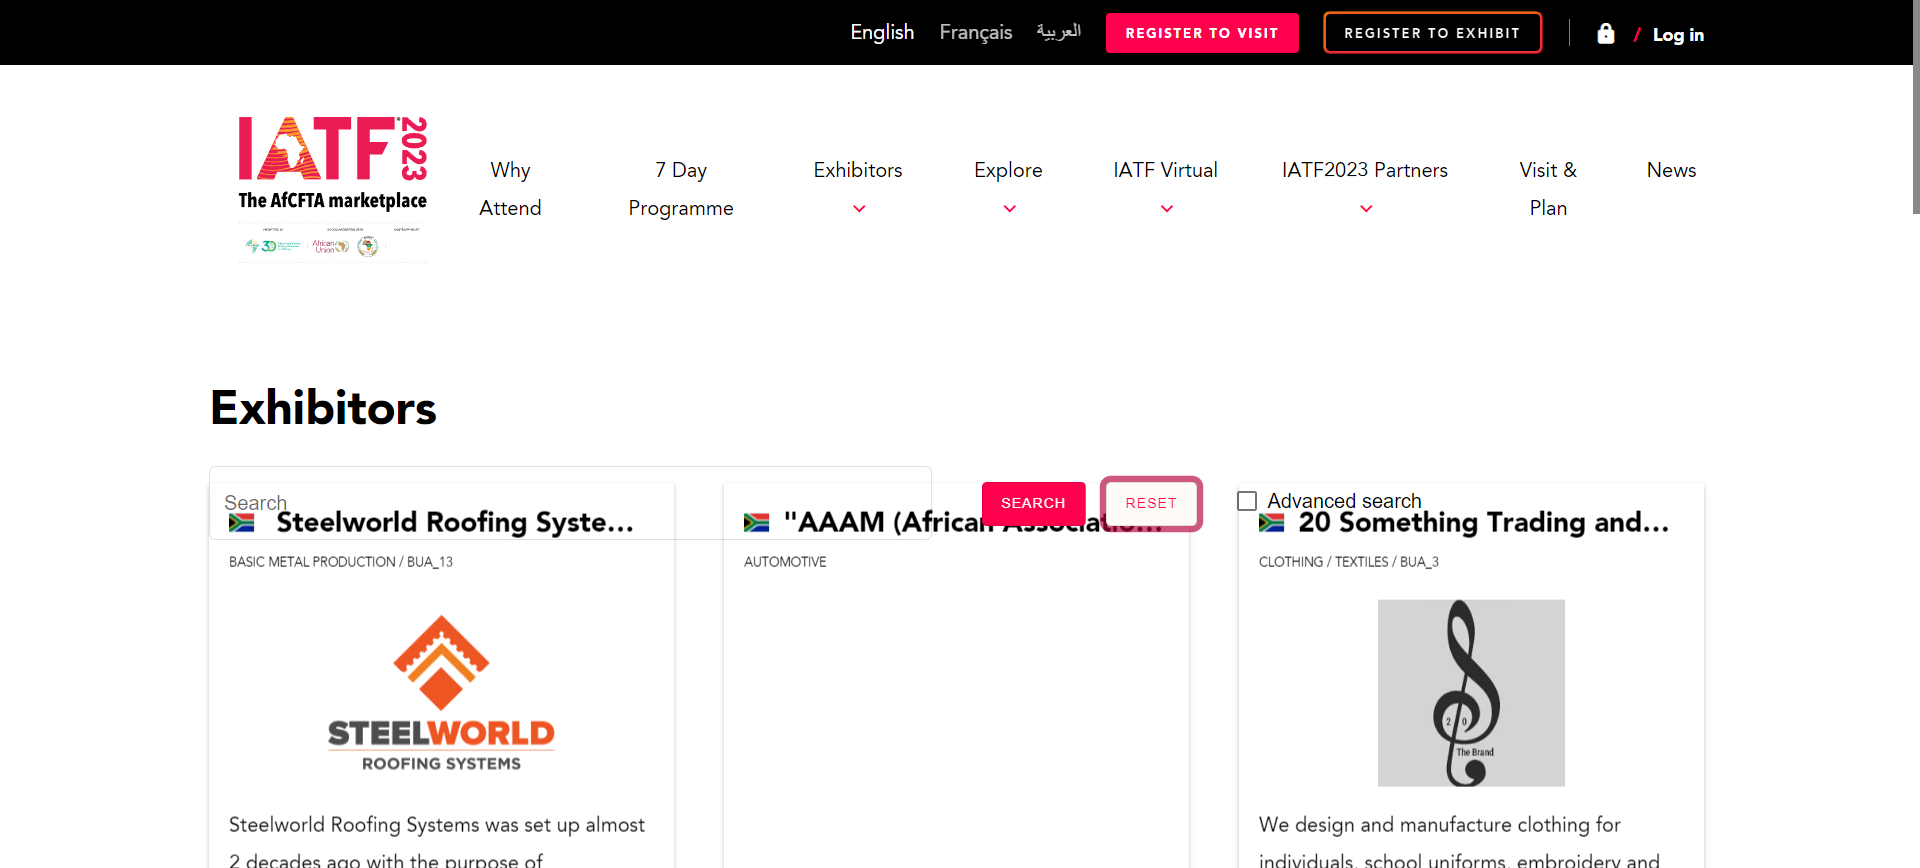 English Français العربية REGISTER TO VISIT REGISTER TO EXHIBIT / Log in
IATF 2023
The AfCFTA marketplace
30 African Union
Why Attend
7 Day Programme
Exhibitors
Explore
IATF Virtual
IATF2023 Partners
Visit & Plan
News
Exhibitors
Search
SEARCH
RESET
Advanced search
Steelworld Roofing Syste...
BASIC METAL PRODUCTION / BUA_13
STEELWORLD
ROOFING SYSTEMS
Steelworld Roofing Systems was set up almost
2 decades ago with the purpose of
"AAAM (African Associatio...
AUTOMOTIVE
20 Something Trading and...
CLOTHING / TEXTILES / BUA_3
2 0
The Brand
We design and manufacture clothing for
individuals, school uniforms, embroidery and